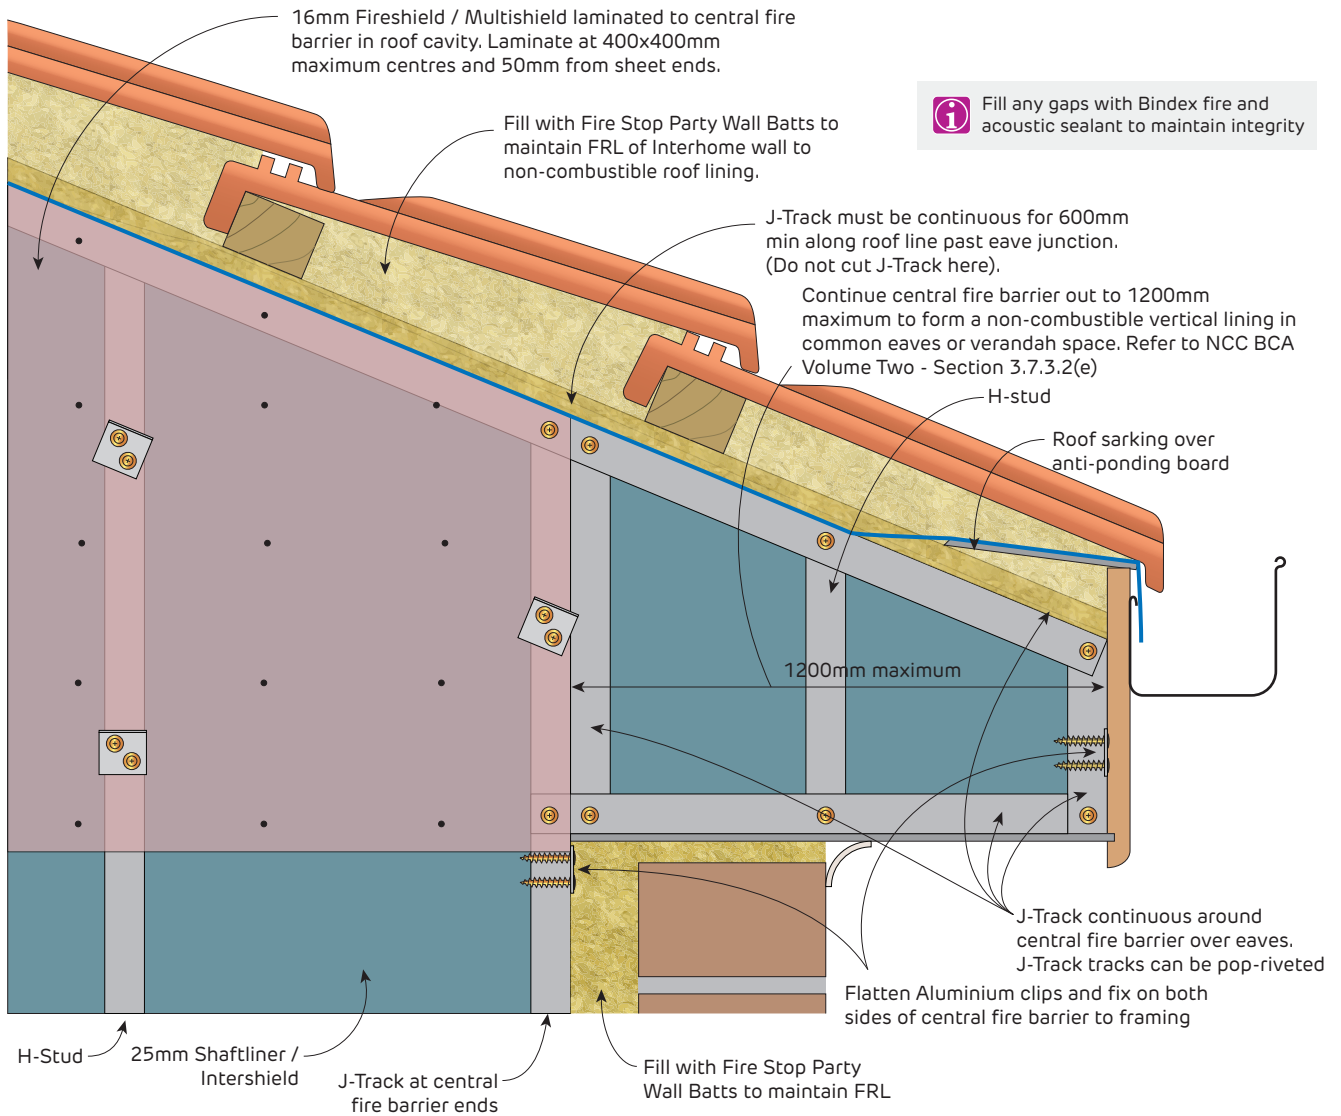 16mm Fireshield / Multishield laminated to central fire
barrier in roof cavity. Laminate at 400x400mm
maximum centres and 50mm from sheet ends.
Fill any gaps with Bindex fire and
acoustic sealant to maintain integrity
Fill with Fire Stop Party Wall Batts to
maintain FRL of Interhome wall to
non-combustible roof lining.
J-Track must be continuous for 600mm
min along roof line past eave junction.
(Do not cut J-Track here).
Continue central fire barrier out to 1200mm
maximum to form a non-combustible vertical lining in
common eaves or verandah space. Refer to NCC BCA
Volume Two - Section 3.7.3.2(e)
H-stud
Roof sarking over
anti-ponding board
1200mm maximum
J-Track continuous around
central fire barrier over eaves.
J-Track tracks can be pop-riveted
Flatten Aluminium clips and fix on both
sides of central fire barrier to framing
H-Stud
25mm Shaftliner /
Intershield
J-Track at central
fire barrier ends
Fill with Fire Stop Party
Wall Batts to maintain FRL